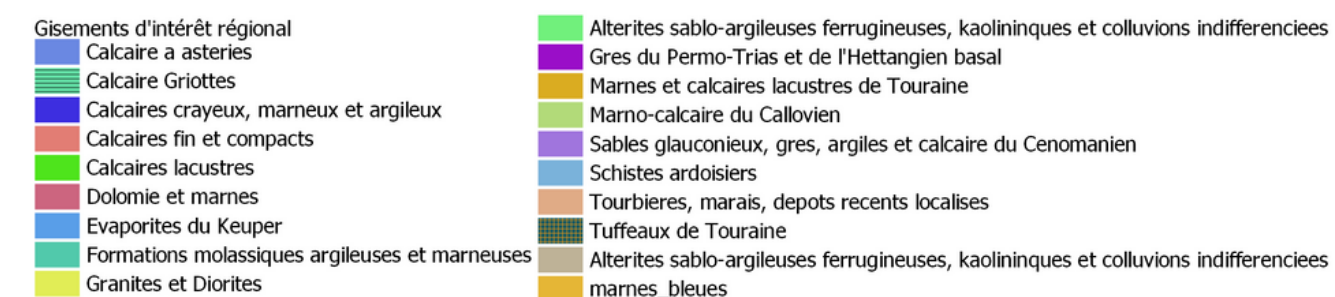 Gisements d'intérêt régional
Calcaire a asteries
Calcaire Griottes
Calcaires crayeux, marneux et argileux
Calcaires fin et compacts
Calcaires lacustres
Dolomie et marnes
Evaporites du Keuper
Formations molassiques argileuses et marneuses
Granites et Diorites
Alterites sablo-argileuses ferrugineuses, kaolininques et colluvions indifferenciees
Gres du Permo-Trias et de l'Hettangien basal
Marnes et calcaires lacustres de Touraine
Marno-calcaire du Callovien
Sables glauconieux, gres, argiles et calcaire du Cenomanien
Schistes ardoisiers
Tourbieres, marais, depots recents localises
Tuffeaux de Touraine
Alterites sablo-argileuses ferrugineuses, kaolininques et colluvions indifferenciees
marnes_bleues